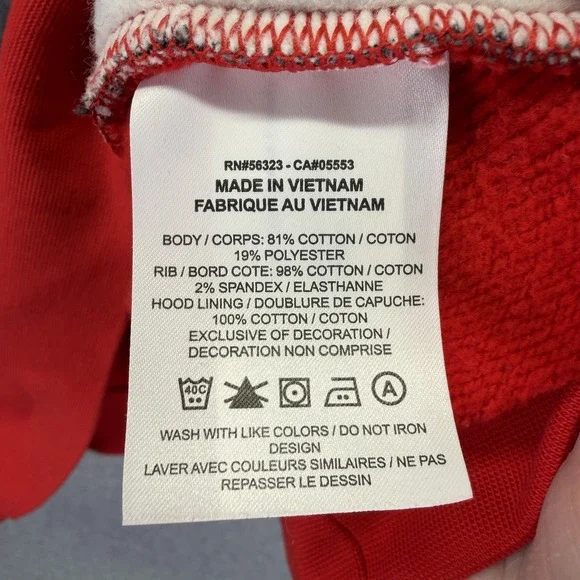 RN#56323 - CA#05553
MADE IN VIETNAM
FABRIQUE AU VIETNAM
BODY / CORPS: 81% COTTON / COTON
19% POLYESTER
RIB / BORD COTE: 98% COTTON / COTON
2% SPANDEX / ELASTHANNE
HOOD LINING / DOUBLURE DE CAPUCHE:
100% COTTON / COTON
EXCLUSIVE OF DECORATION /
DECORATION NON COMPRISE
40C A
WASH WITH LIKE COLORS / DO NOT IRON
DESIGN
LAVER AVEC COULEURS SIMILAIRES / NE PAS
REPASSER LE DESSIN